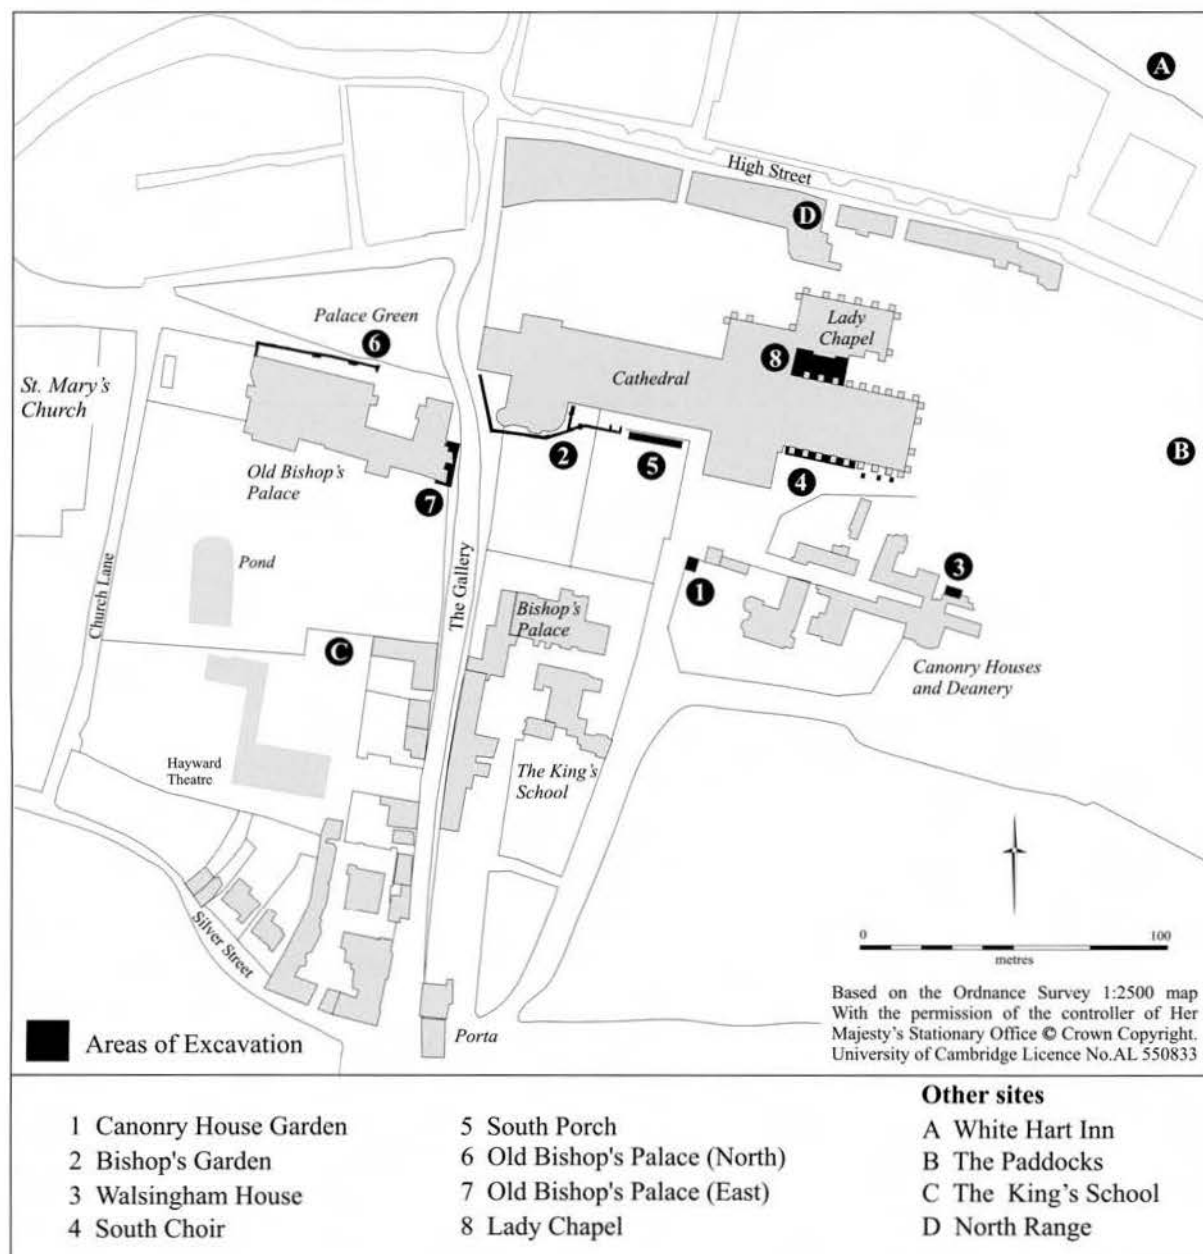 A
High Street
D
Palace Green
6
Lady
Chapel
8
St. Mary's
Church
Cathedral
B
Old Bishop's
Palace
2
5
4
7
Pond
1
3
Church Lane
The Gallery
Bishop's
Palace
C
Canonry Houses
and Deanery
Hayward
Theatre
The King's
School
Silver Street
0 100
metres
Based on the Ordnance Survey 1:2500 map
With the permission of the controller of Her
Majesty's Stationary Office © Crown Copyright.
University of Cambridge Licence No.AL 550833
Porta
Areas of Excavation
1 Canonry House Garden
2 Bishop's Garden
3 Walsingham House
4 South Choir
5 South Porch
6 Old Bishop's Palace (North)
7 Old Bishop's Palace (East)
8 Lady Chapel
Other sites
A White Hart Inn
B The Paddocks
C The King's School
D North Range